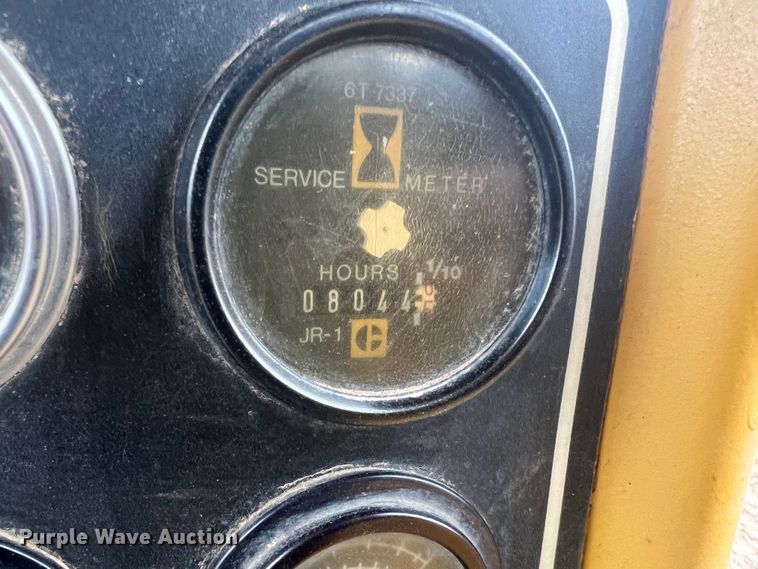 6T 7337
SERVICE METER
HOURS 1/10
08044
JR-1
Purple Wave Auction